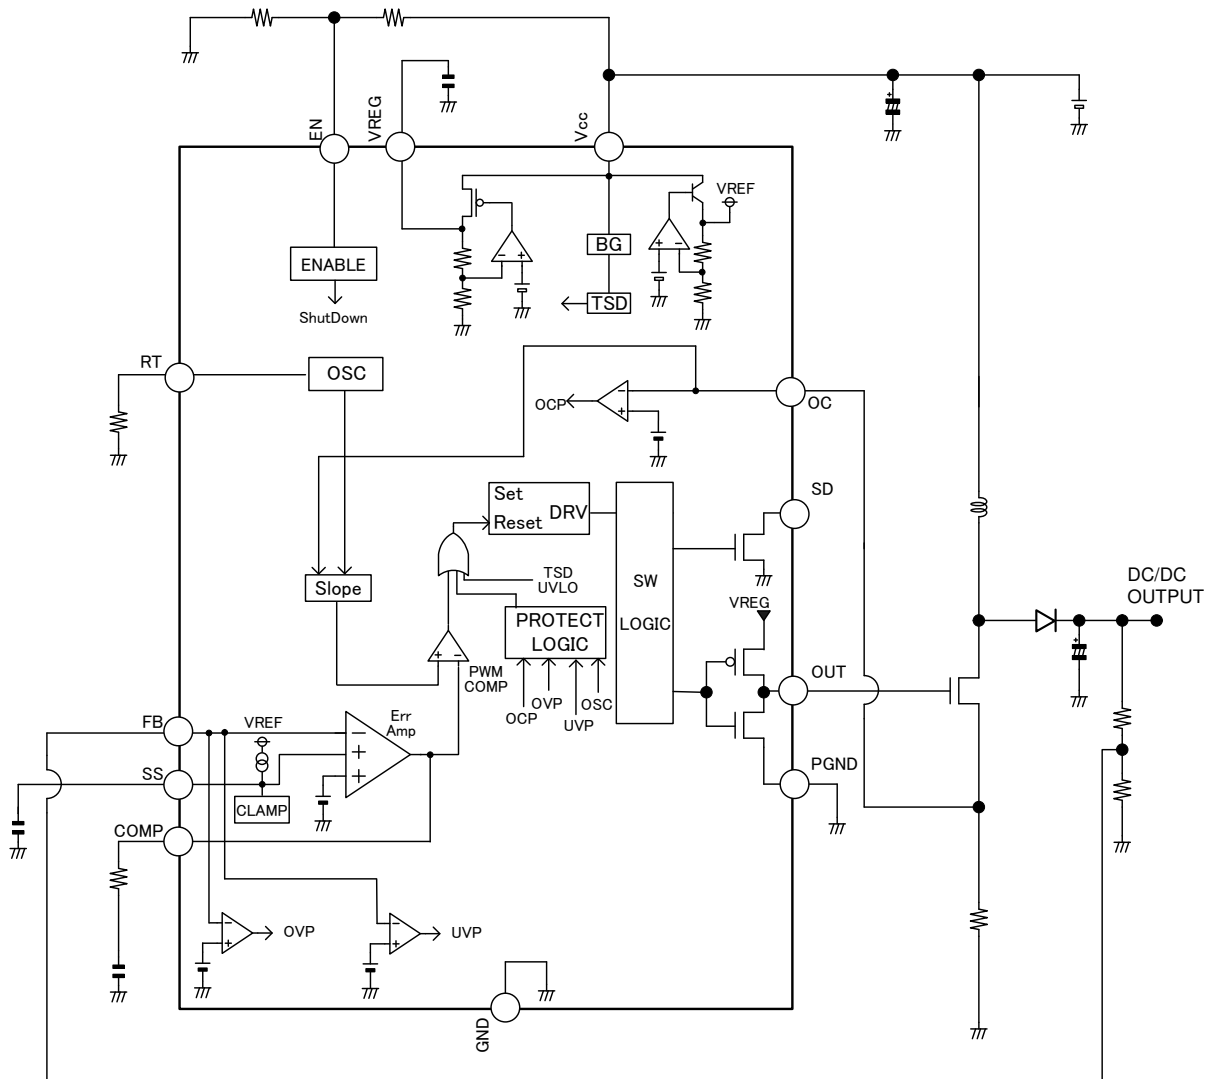 EN
VREG
Vcc
VREF
BG
ENABLE
TSD
ShutDown
RT
OSC
OCP
OC
SD
Set
Reset
DRV
TSD
UVLO
Slope
SW
LOGIC
VREG
DC/DC
OUTPUT
PROTECT
LOGIC
PWM
COMP
OUT
OVP
OSC
OCP
UVP
FB
VREF
Err
Amp
SS
PGND
CLAMP
COMP
OVP
UVP
GND